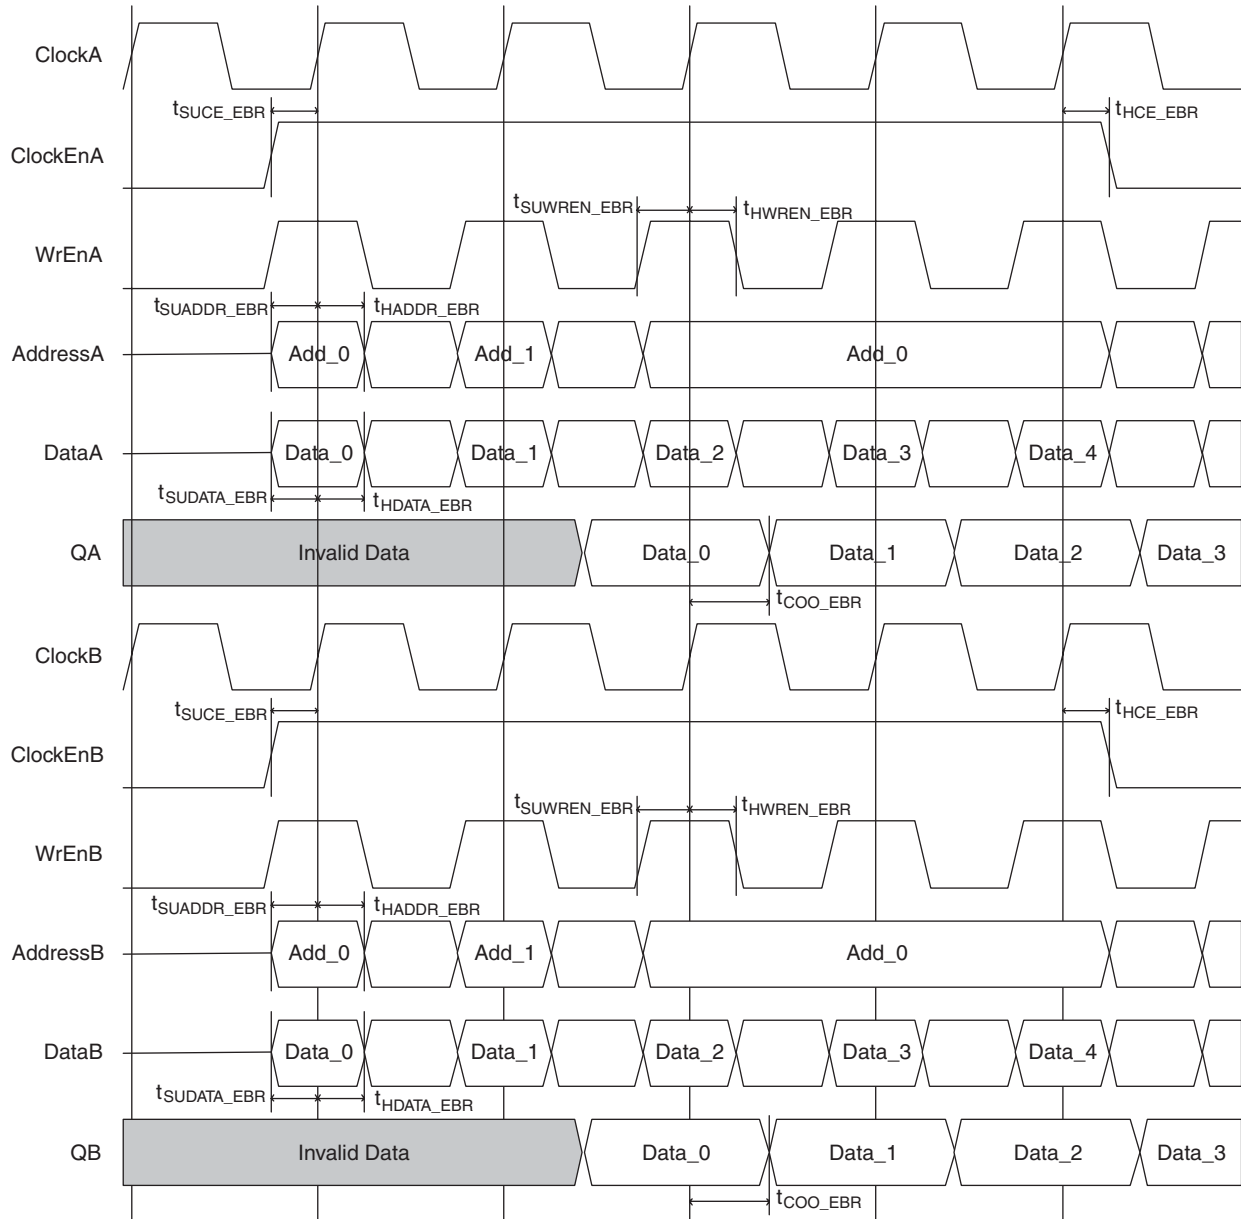 ClockA
tSUCE_EBR tHCE_EBR
ClockEnA
tSUWREN_EBR tHWREN_EBR
WrEnA
tSUADDR_EBR tHADDR_EBR
AddressA Add_0 Add_1 Add_0
DataA Data_0 Data_1 Data_2 Data_3 Data_4
tSUDATA_EBR tHDATA_EBR
QA Invalid Data Data_0 Data_1 Data_2 Data_3
tCOO_EBR
ClockB
tSUCE_EBR tHCE_EBR
ClockEnB
tSUWREN_EBR tHWREN_EBR
WrEnB
tSUADDR_EBR tHADDR_EBR
AddressB Add_0 Add_1 Add_0
DataB Data_0 Data_1 Data_2 Data_3 Data_4
tSUDATA_EBR tHDATA_EBR
QB Invalid Data Data_0 Data_1 Data_2 Data_3
tCOO_EBR